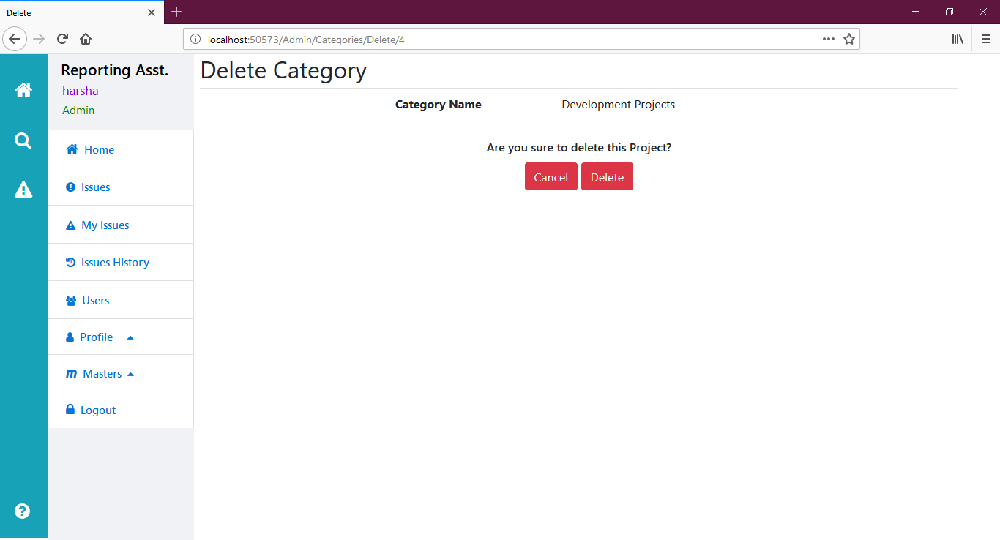 Delete
localhost:50573/Admin/Categories/Delete/4
Reporting Asst.
harsha
Admin
Home
Issues
My Issues
Issues History
Users
Profile
Masters
Logout
Delete Category
Category Name Development Projects
Are you sure to delete this Project?
Cancel Delete